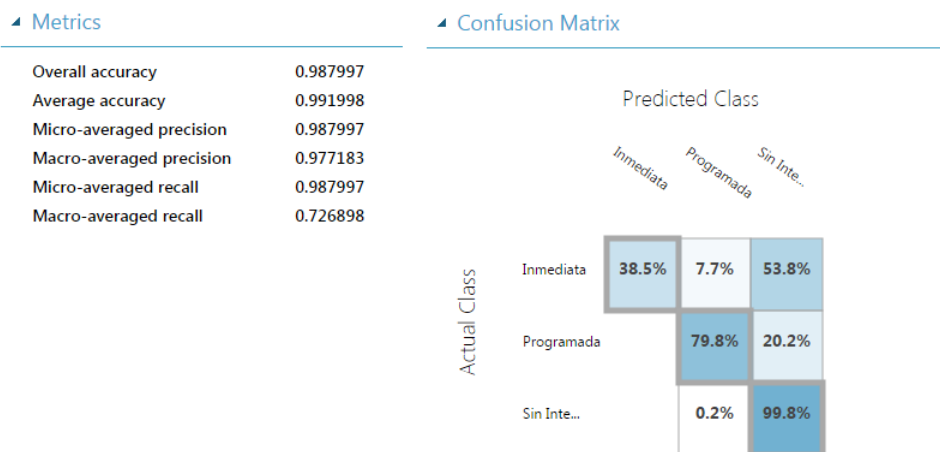 Metrics
Overall accuracy 0.987997
Average accuracy 0.991998
Micro-averaged precision 0.987997
Macro-averaged precision 0.977183
Micro-averaged recall 0.987997
Macro-averaged recall 0.726898
Confusion Matrix
Predicted Class
Inmediata Programada Sin Inte...
Actual Class
Inmediata 38.5% 7.7% 53.8%
Programada 79.8% 20.2%
Sin Inte... 0.2% 99.8%